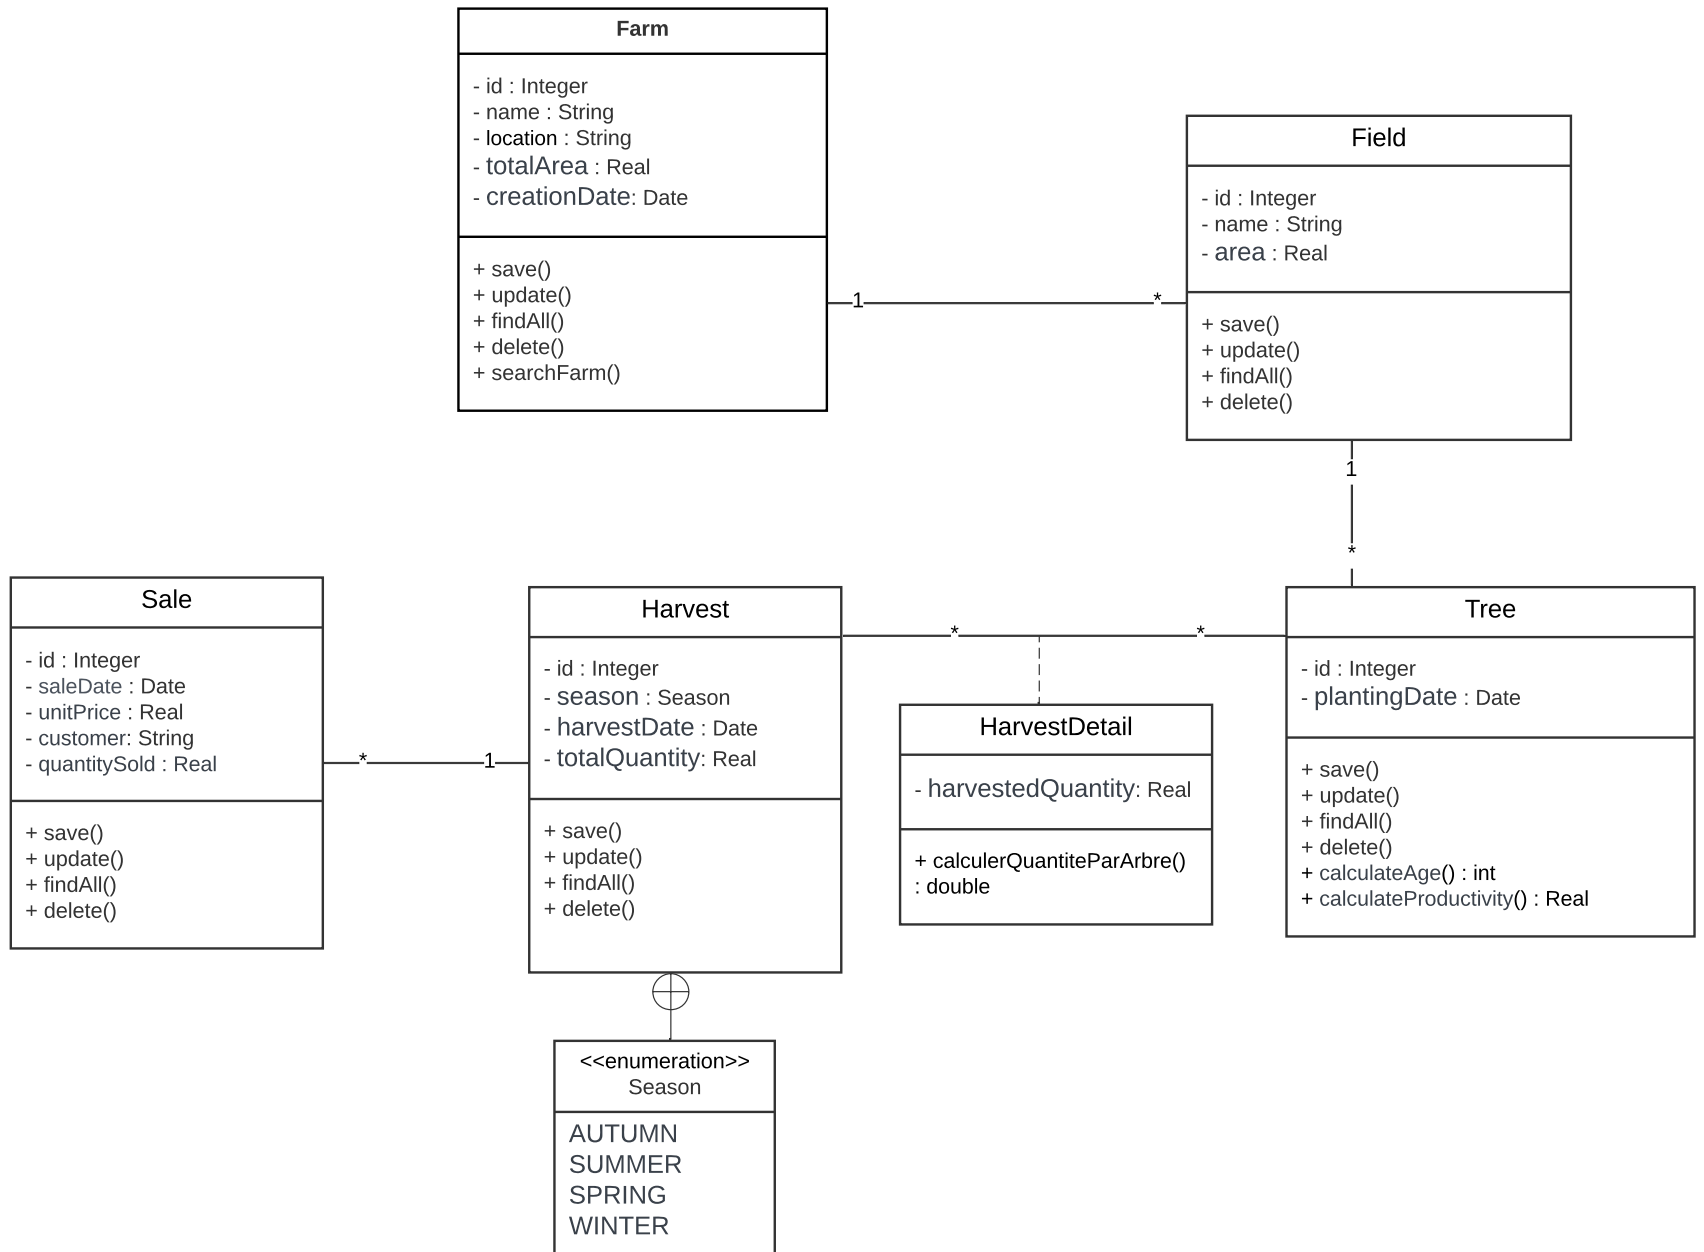 Farm
- id : Integer
- name : String
- location : String
- totalArea : Real
- creationDate: Date
+ save()
+ update()
+ findAll()
+ delete()
+ searchFarm()
1
*
Field
- id : Integer
- name : String
- area : Real
+ save()
+ update()
+ findAll()
+ delete()
1
*
Sale
- id : Integer
- saleDate : Date
- unitPrice : Real
- customer: String
- quantitySold : Real
+ save()
+ update()
+ findAll()
+ delete()
*
1
Harvest
- id : Integer
- season : Season
- harvestDate : Date
- totalQuantity: Real
+ save()
+ update()
+ findAll()
+ delete()
*
*
HarvestDetail
- harvestedQuantity: Real
+ calculerQuantiteParArbre()
: double
Tree
- id : Integer
- plantingDate : Date
+ save()
+ update()
+ findAll()
+ delete()
+ calculateAge() : int
+ calculateProductivity() : Real
<<enumeration>>
Season
AUTUMN
SUMMER
SPRING
WINTER